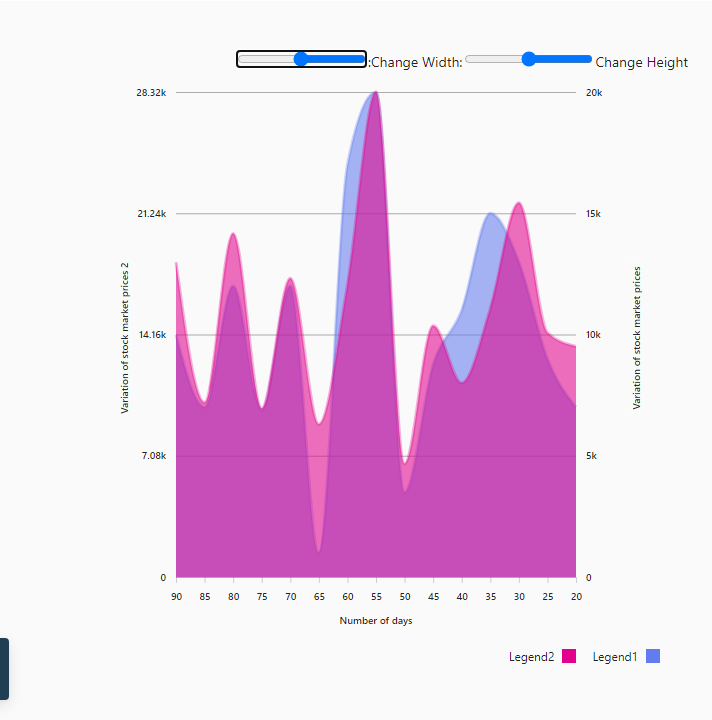 :Change Width: Change Height
28.32k 20k
21.24k 15k
Variation of stock market prices 2
Variation of stock market prices
14.16k 10k
7.08k 5k
0 0
90 85 80 75 70 65 60 55 50 45 40 35 30 25 20
Number of days
Legend2 Legend1